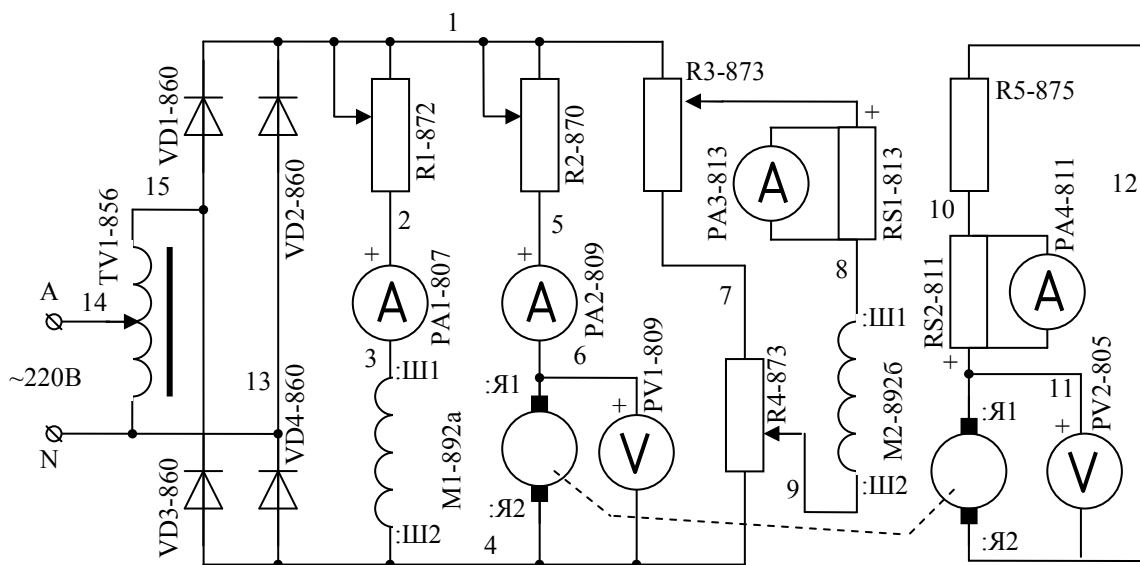 1
VD1-860
VD2-860
15
TV1-856
A
14
~220В
13
N
VD3-860
VD4-860
R1-872
2
+
A
PA1-807
3
:Ш1
M1-892а
:Ш2
R2-870
5
+
A
PA2-809
6
:Я1
:Я2
4
+
V
PV1-809
R3-873
7
R4-873
9
PA3-813
A
+
RS1-813
8
:Ш1
M2-892б
:Ш2
R5-875
10
RS2-811
+
A
PA4-811
12
11
:Я1
:Я2
+
V
PV2-805